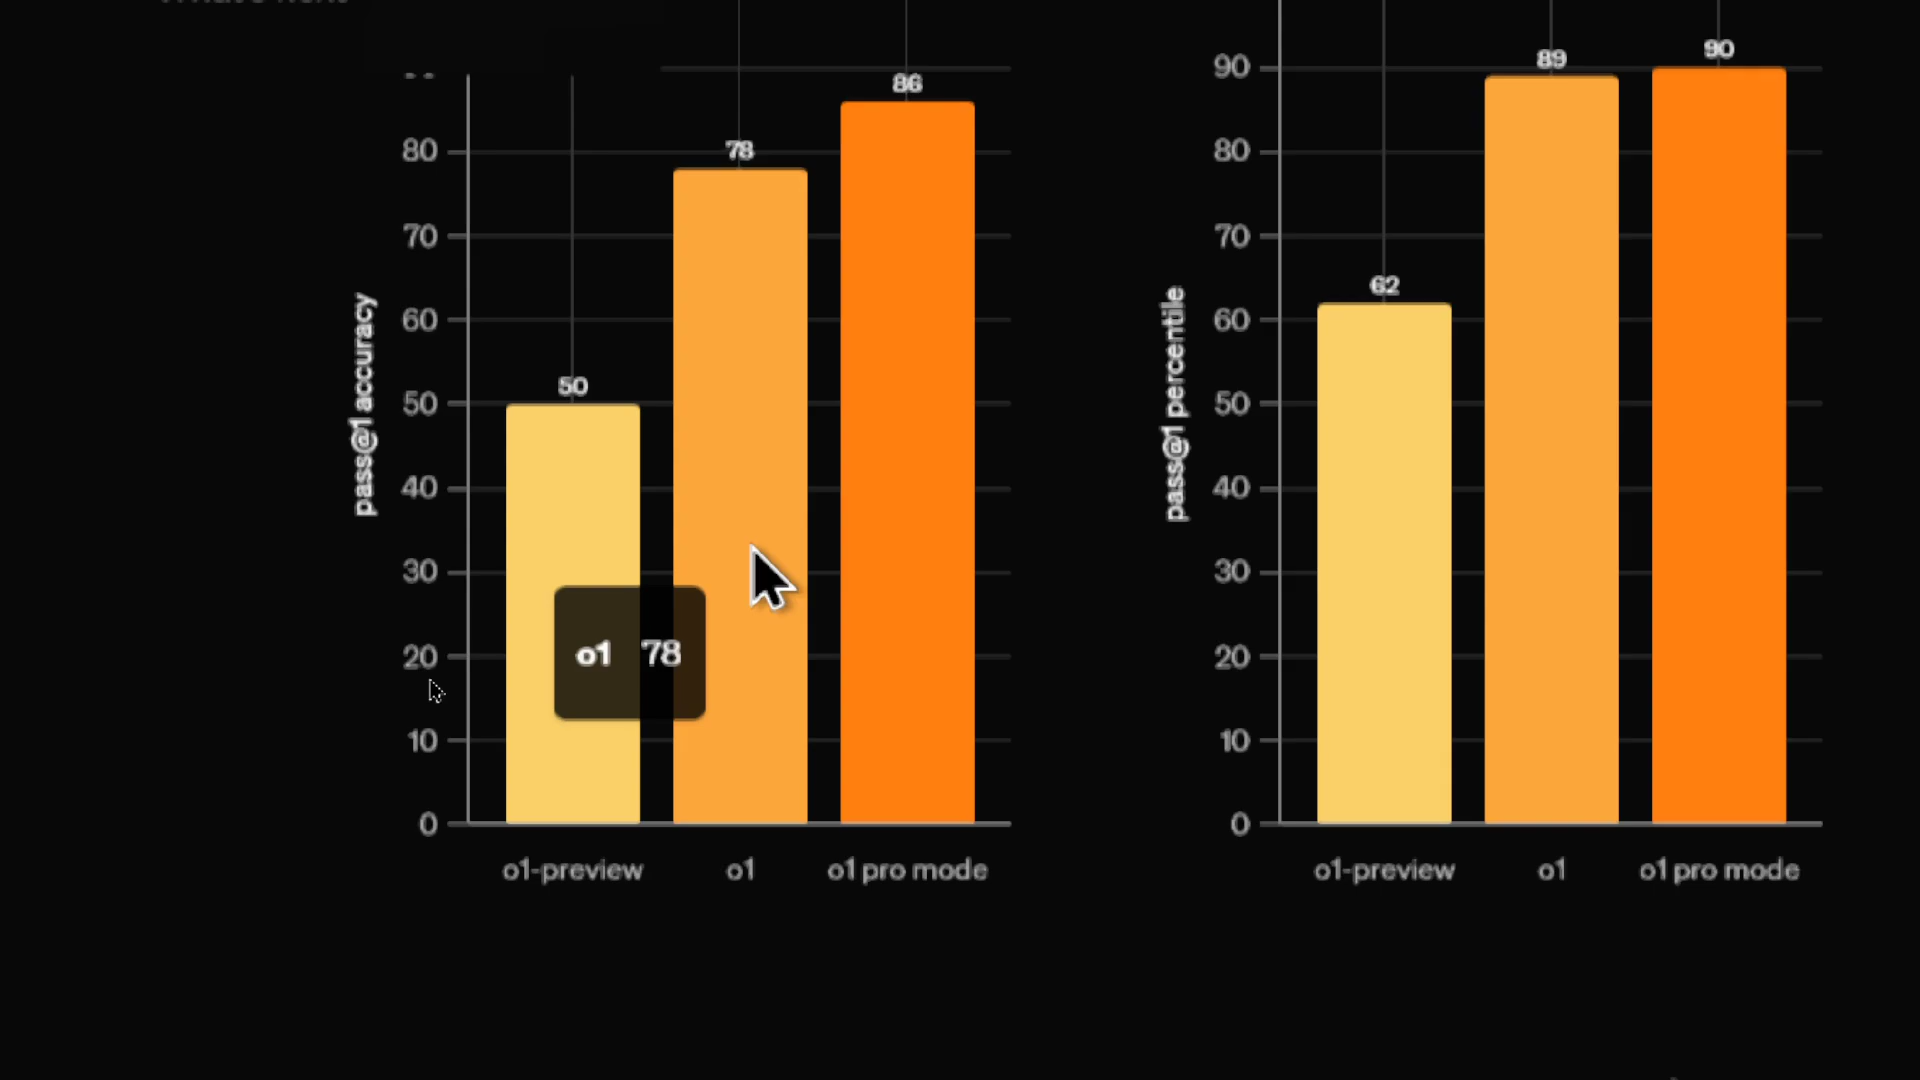 86
78
50
80
70
60
50
40
30
20
10
0
pass@1 accuracy
o1 78
o1-preview
o1
o1 pro mode
90
89
62
90
80
70
60
50
40
30
20
10
0
pass@1 percentile
o1-preview
o1
o1 pro mode